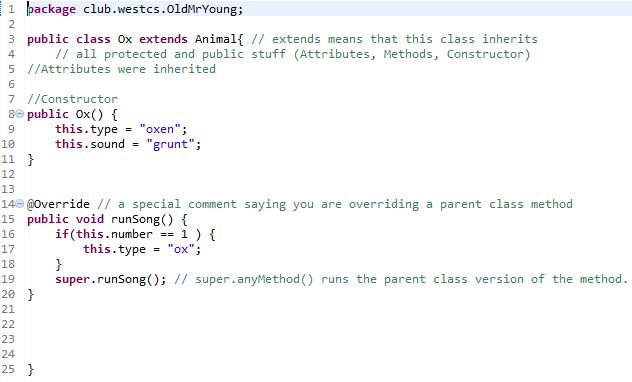 1 package club.westcs.OldMrYoung;
2
3 public class Ox extends Animal{ // extends means that this class inherits
4     // all protected and public stuff (Attributes, Methods, Constructor)
5 //Attributes were inherited
6
7 //Constructor
8 public Ox() {
9     this.type = "oxen";
10     this.sound = "grunt";
11 }
12
13
14 @Override // a special comment saying you are overriding a parent class method
15 public void runSong() {
16     if(this.number == 1 ) {
17         this.type = "ox";
18     }
19     super.runSong(); // super.anyMethod() runs the parent class version of the method.
20 }
21
22
23
24
25 }